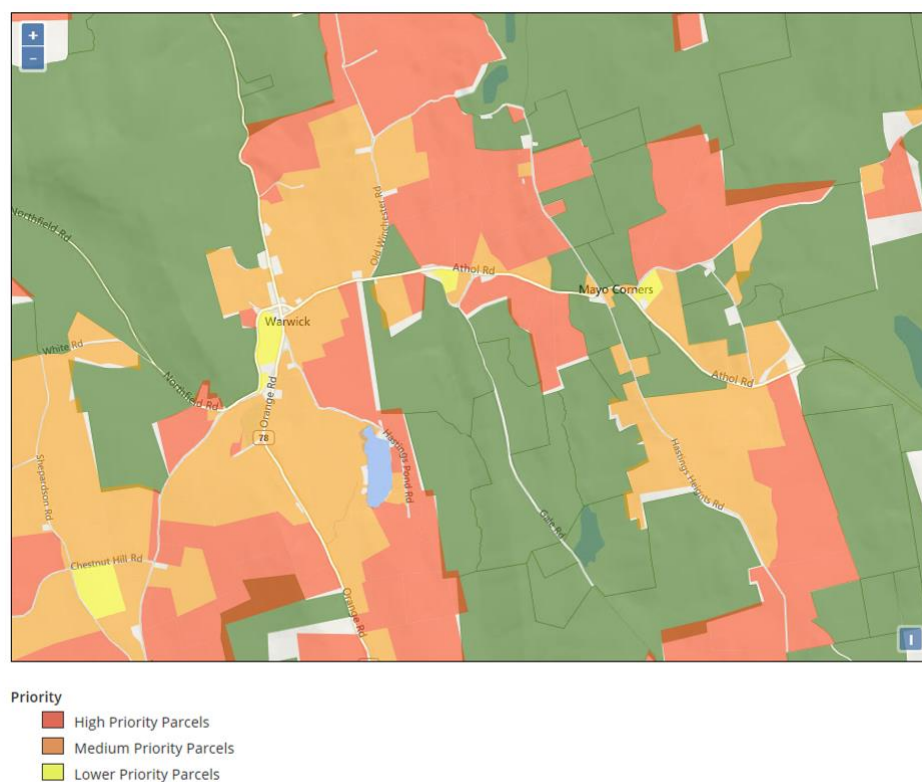 +
−
Northfield Rd
Old Winchester Rd
Athol Rd
Mayo Corners
Warwick
White Rd
Athol Rd
Northfield Rd
Orange Rd
78
Hastings Pond Rd
Hastings Heights Rd
Shepardson Rd
Gale Rd
Chestnut Hill Rd
Orange Rd
I
Priority
High Priority Parcels
Medium Priority Parcels
Lower Priority Parcels